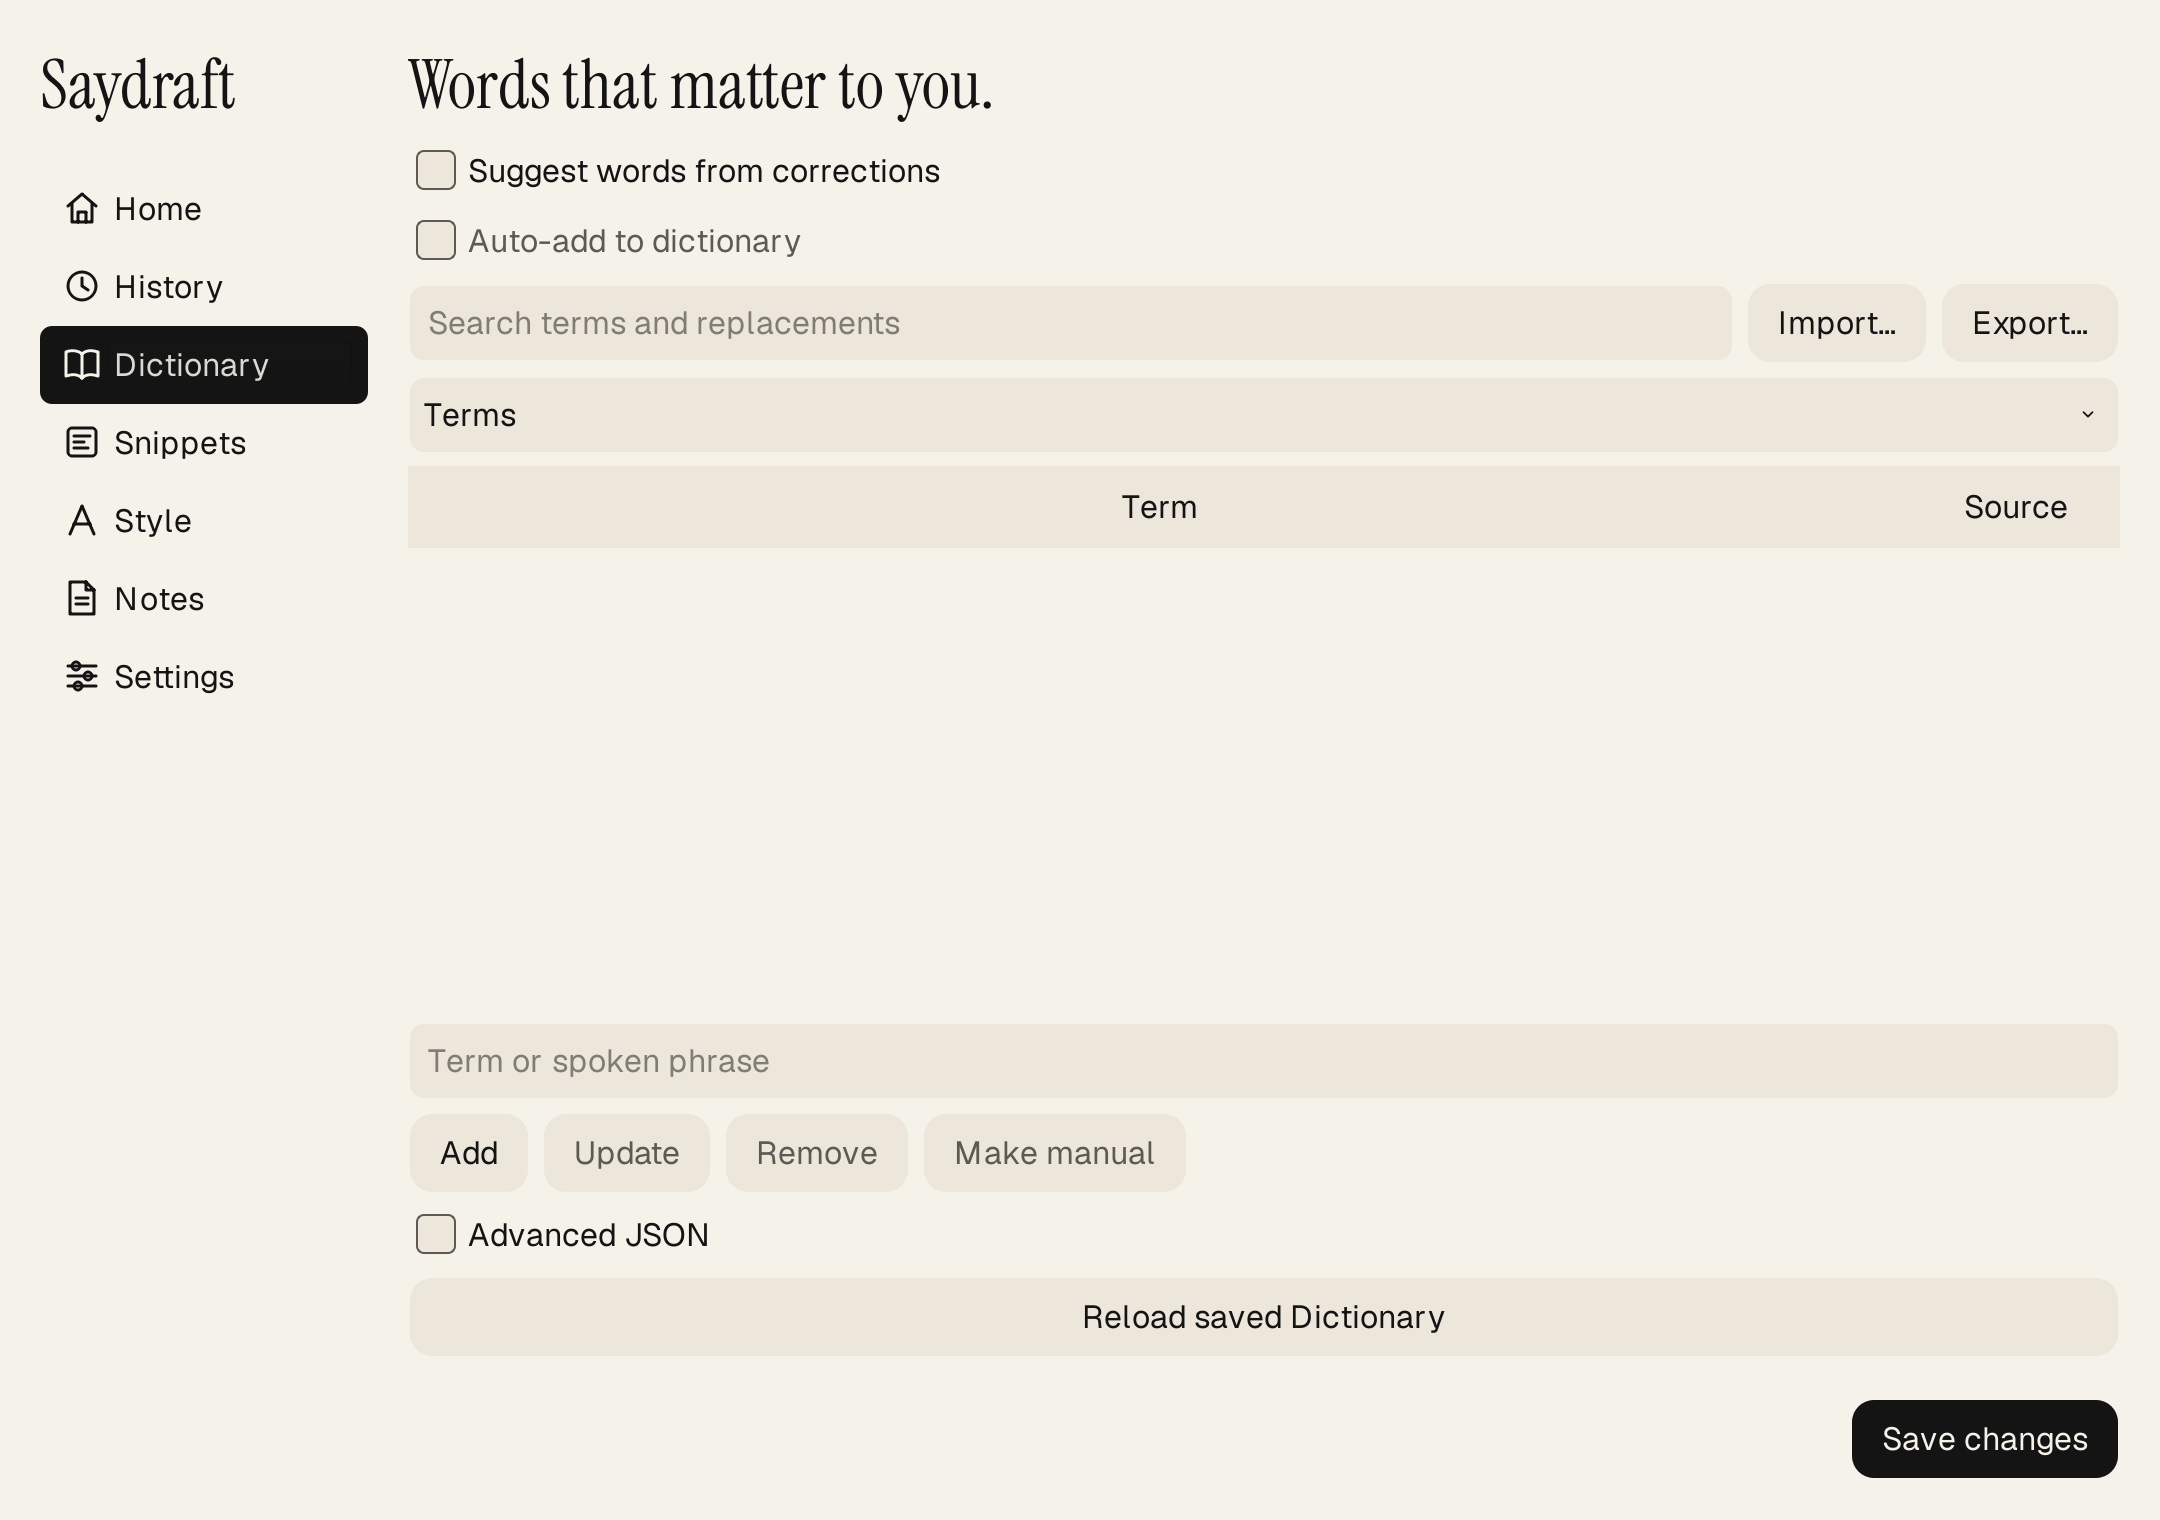 Saydraft
Home
History
Dictionary
Snippets
Style
Notes
Settings
Words that matter to you.
Suggest words from corrections
Auto-add to dictionary
Search terms and replacements
Import…
Export…
Terms
Term
Source
Term or spoken phrase
Add
Update
Remove
Make manual
Advanced JSON
Reload saved Dictionary
Save changes